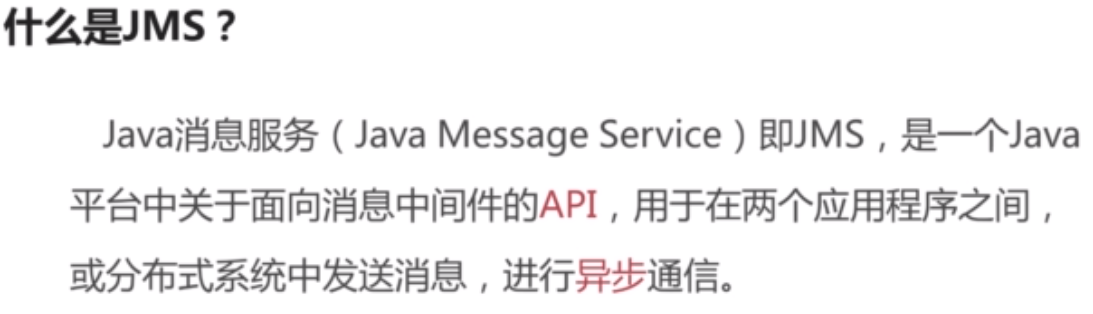 什么是JMS？
Java消息服务（Java Message Service）即JMS，是一个Java
平台中关于面向消息中间件的API，用于在两个应用程序之间，
或分布式系统中发送消息，进行异步通信。